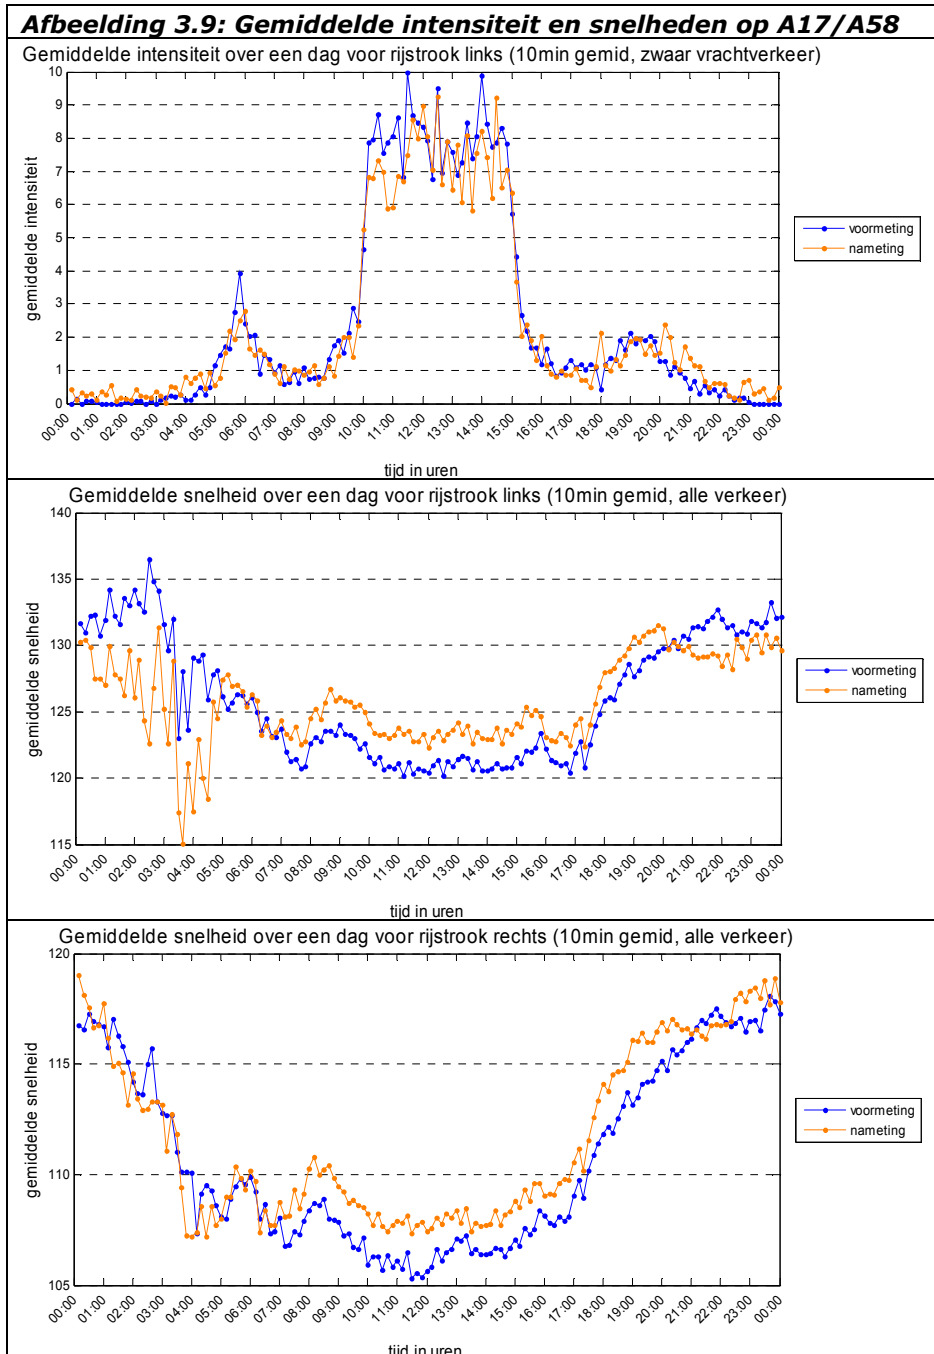 Afbeelding 3.9: Gemiddelde intensiteit en snelheden op A17/A58
Gemiddelde intensiteit over een dag voor rijstrook links (10min gemid, zwaar vrachtverkeer)
gemiddelde intensiteit
10
9
8
7
6
5
4
3
2
1
0
00:00 01:00 02:00 03:00 04:00 05:00 06:00 07:00 08:00 09:00 10:00 11:00 12:00 13:00 14:00 15:00 16:00 17:00 18:00 19:00 20:00 21:00 22:00 23:00 00:00
tijd in uren
voormeting
nameting
Gemiddelde snelheid over een dag voor rijstrook links (10min gemid, alle verkeer)
gemiddelde snelheid
140
135
130
125
120
115
00:00 01:00 02:00 03:00 04:00 05:00 06:00 07:00 08:00 09:00 10:00 11:00 12:00 13:00 14:00 15:00 16:00 17:00 18:00 19:00 20:00 21:00 22:00 23:00 00:00
tijd in uren
voormeting
nameting
Gemiddelde snelheid over een dag voor rijstrook rechts (10min gemid, alle verkeer)
gemiddelde snelheid
120
115
110
105
00:00 01:00 02:00 03:00 04:00 05:00 06:00 07:00 08:00 09:00 10:00 11:00 12:00 13:00 14:00 15:00 16:00 17:00 18:00 19:00 20:00 21:00 22:00 23:00 00:00
tijd in uren
voormeting
nameting